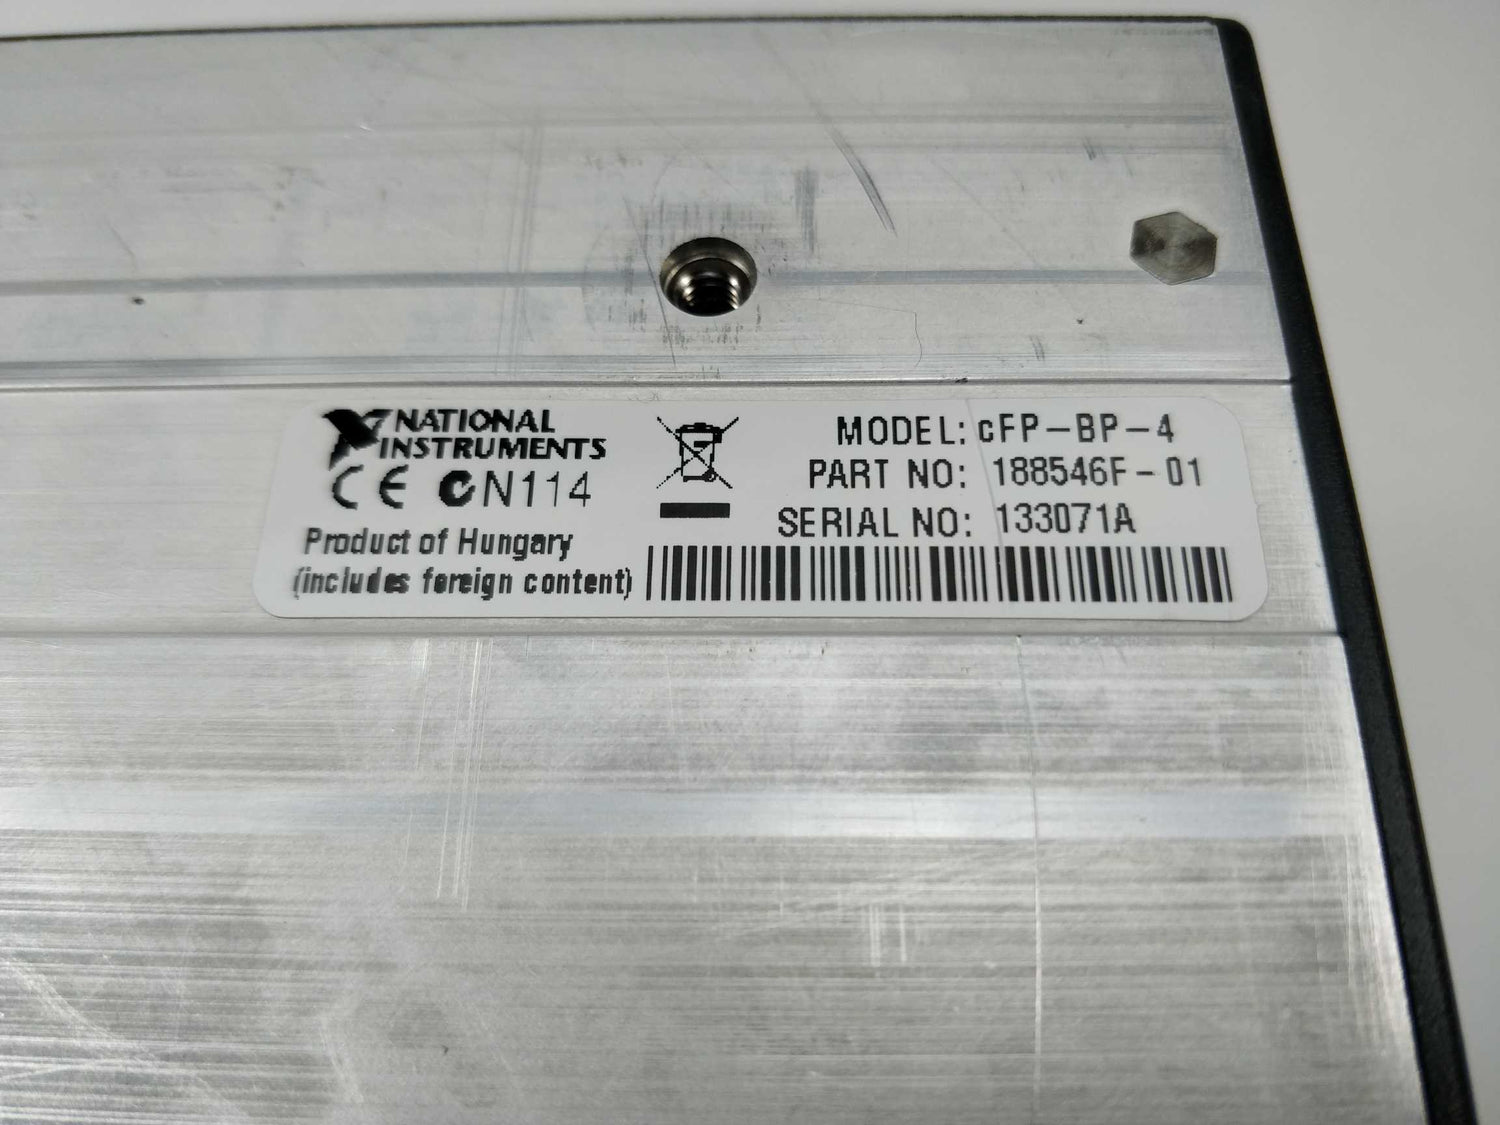 NATIONAL
INSTRUMENTS
CE N114
Product of Hungary
(includes foreign content)
MODEL: cFP-BP-4
PART NO: 188546F-01
SERIAL NO: 133071A